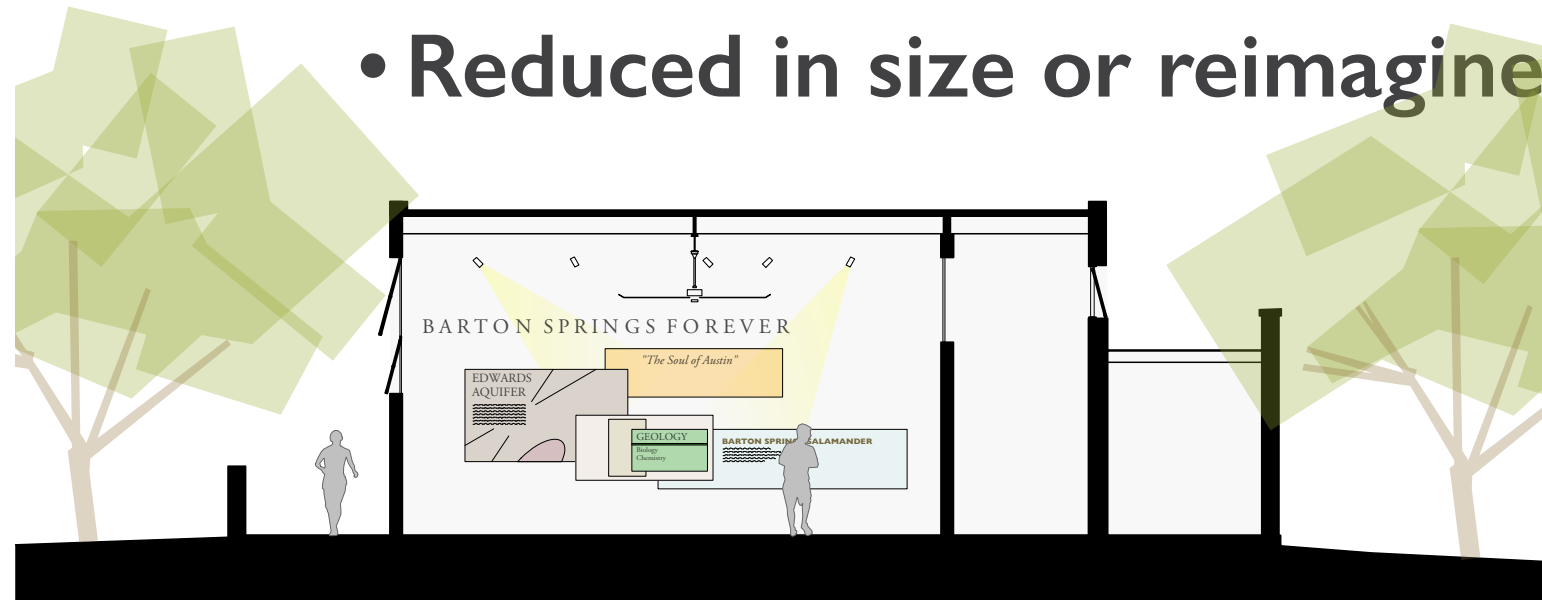 • Reduced in size or reimagine
BARTON SPRINGS FOREVER
"The Soul of Austin"
EDWARDS
AQUIFER
GEOLOGY
Biology
Chemistry
BARTON SPRING SALAMANDER